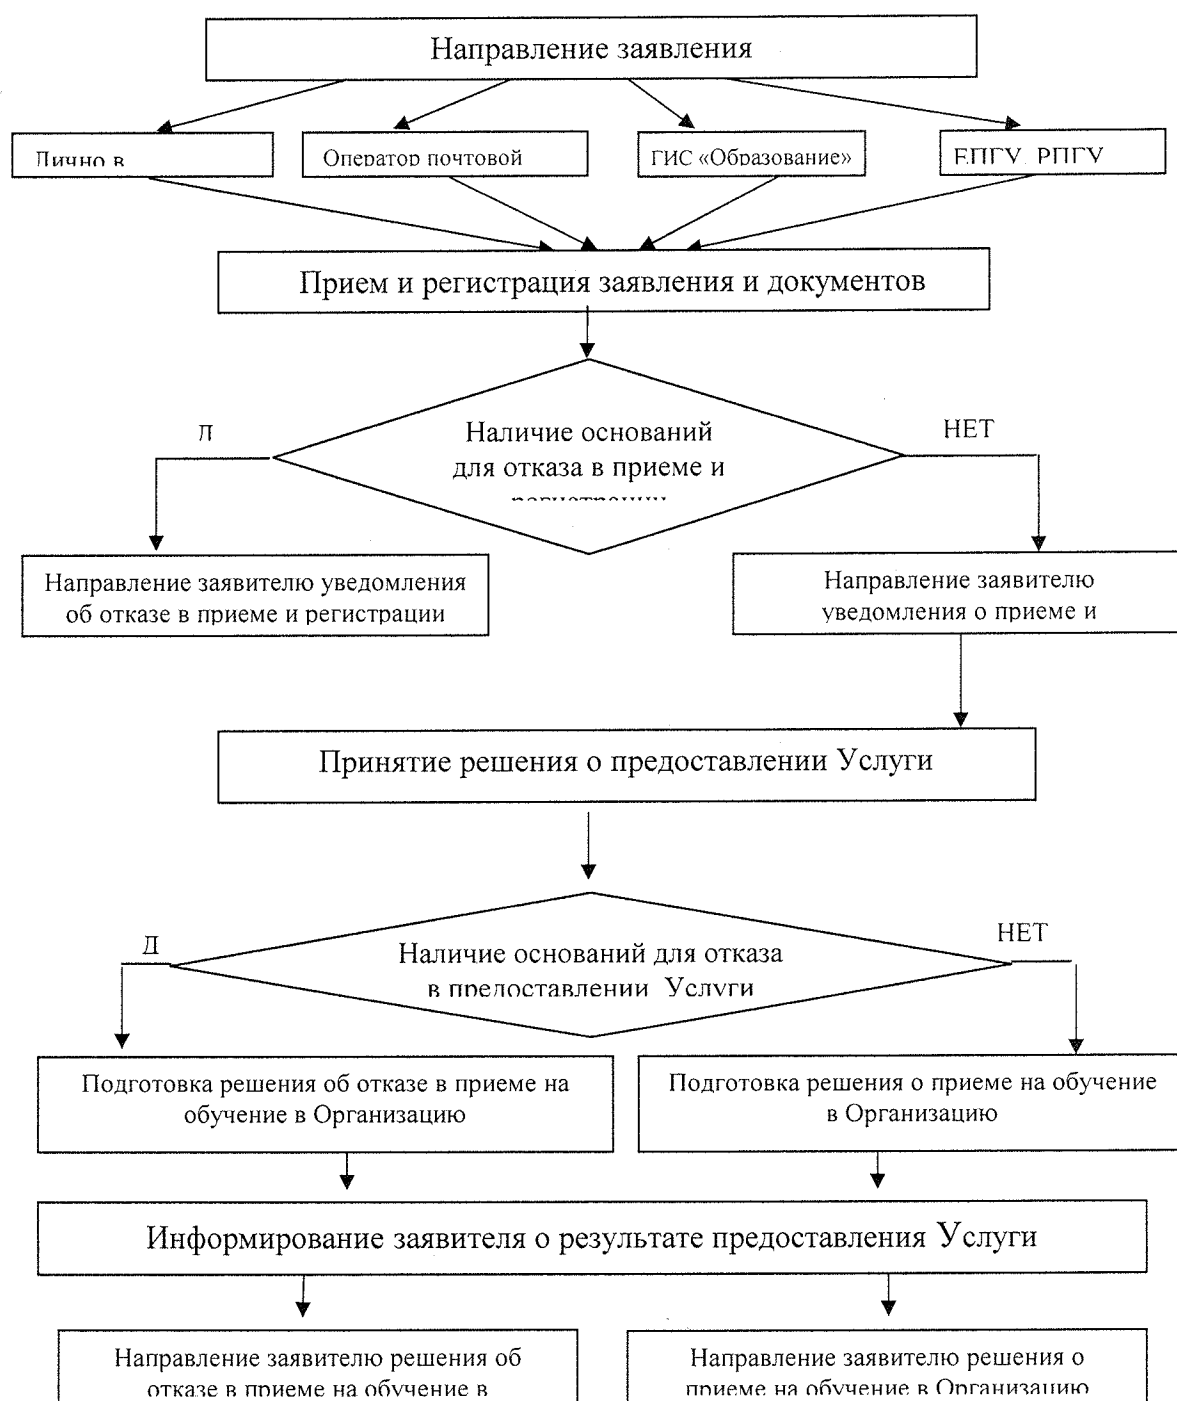 Направление заявления
Лично в
Оператор почтовой
ГИС «Образование»
ЕПГУ, РПГУ
Прием и регистрация заявления и документов
Д
НЕТ
Наличие оснований
для отказа в приеме и
регистрации
Направление заявителю уведомления
об отказе в приеме и регистрации
Направление заявителю
уведомления о приеме и
Принятие решения о предоставлении Услуги
Д
НЕТ
Наличие оснований для отказа
в предоставлении Услуги
Подготовка решения об отказе в приеме на
обучение в Организацию
Подготовка решения о приеме на обучение
в Организацию
Информирование заявителя о результате предоставления Услуги
Направление заявителю решения об
отказе в приеме на обучение в
Направление заявителю решения о
приеме на обучение в Организацию